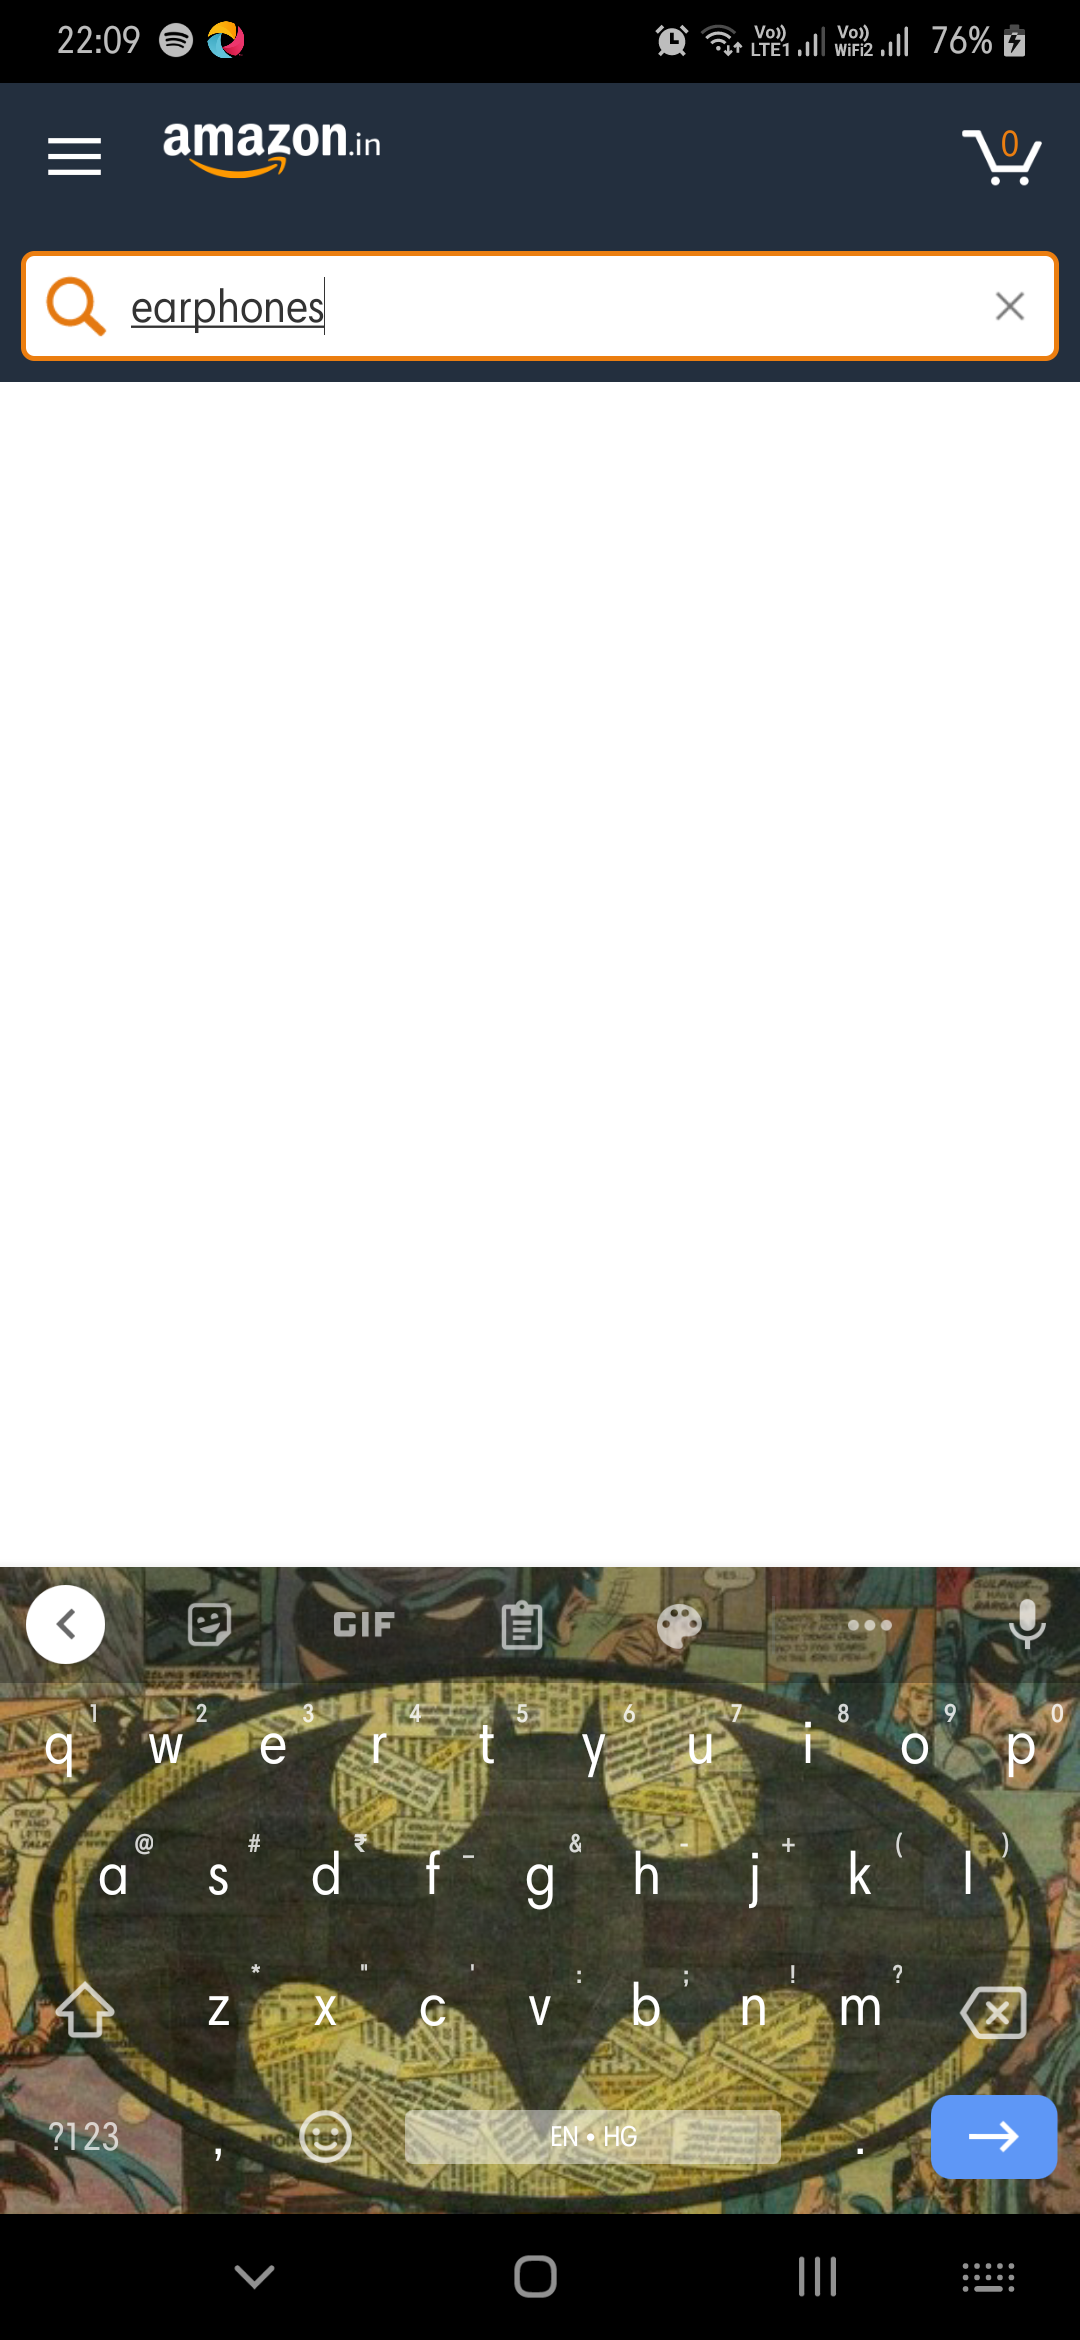 22:09 Vo)) LTE1 Vo)) WiFi2 76%
amazon.in 0
earphones
GIF
1 2 3 4 5 6 7 8 9 0
q w e r t y u i o p
@ # ₹ _ & - + ( )
a s d f g h j k l
* " ' : ; ! ?
z x c v b n m
?123 , EN • HG .